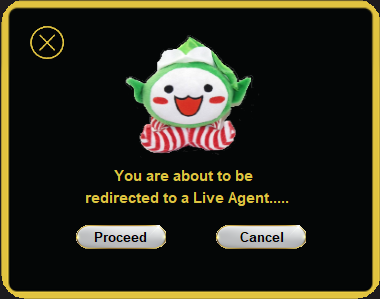 You are about to be
redirected to a Live Agent.....
Proceed
Cancel